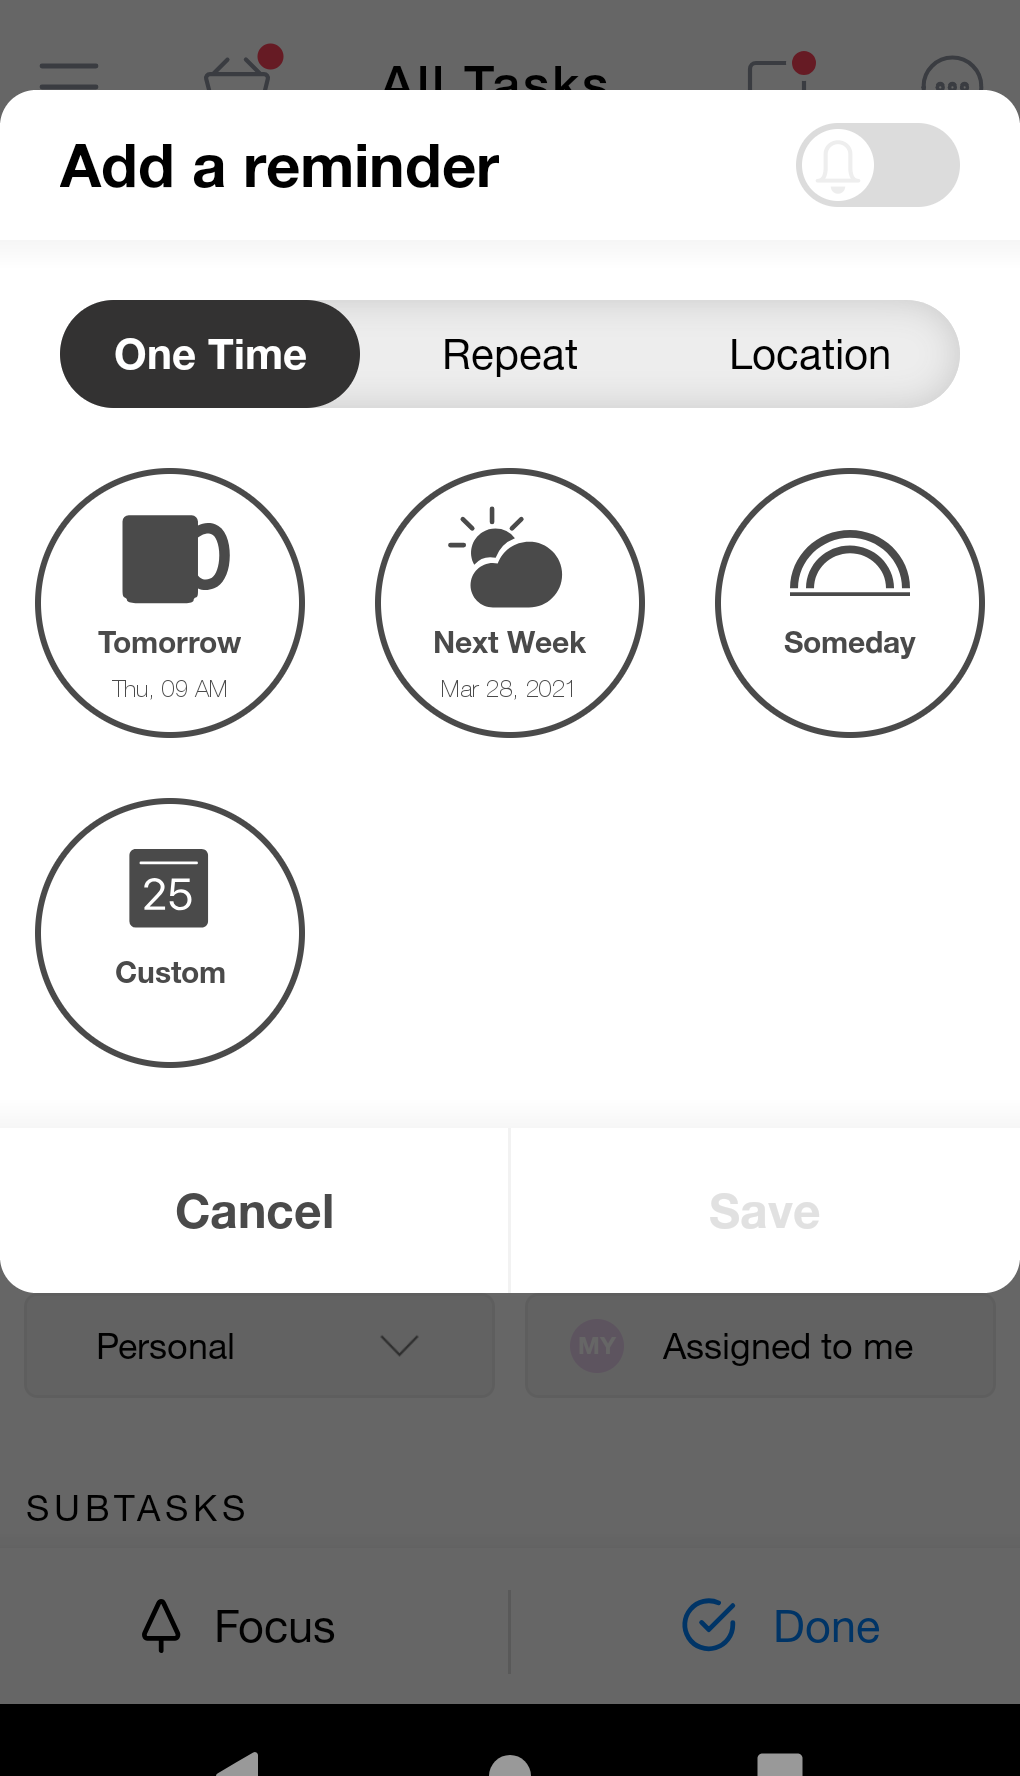 All Tasks
Add a reminder
One Time
Repeat
Location
Tomorrow
Thu, 09 AM
Next Week
Mar 28, 2021
Someday
25
Custom
Cancel
Save
Personal
MY
Assigned to me
SUBTASKS
Focus
Done